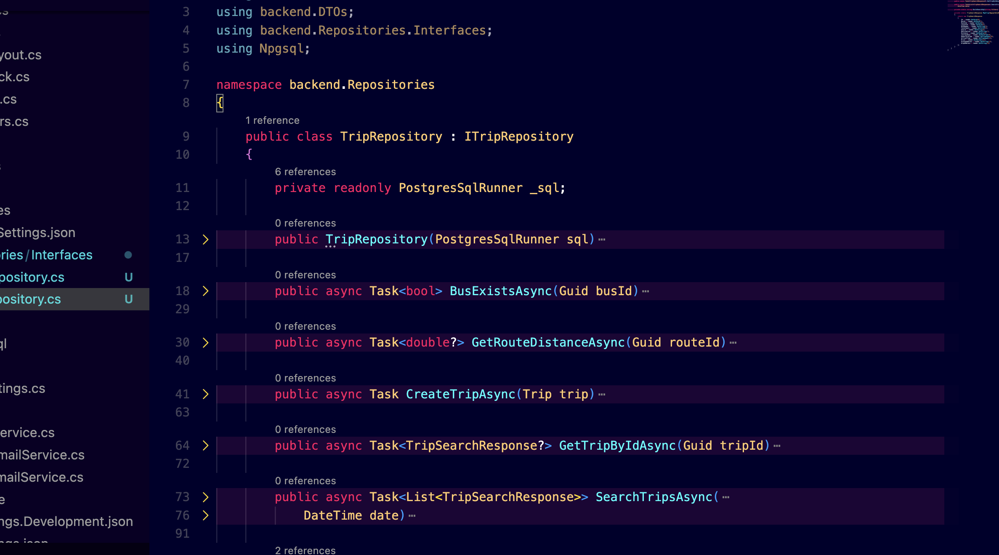 yout.cs
ck.cs
.cs
rs.cs
es
Settings.json
ries/Interfaces
pository.cs U
pository.cs U
ql
tings.cs
ervice.cs
mailService.cs
mailService.cs
e
ngs.Development.json
3 using backend.DTOs;
4 using backend.Repositories.Interfaces;
5 using Npgsql;
6
7 namespace backend.Repositories
8 {
1 reference
9 public class TripRepository : ITripRepository
10 {
6 references
11 private readonly PostgresSqlRunner _sql;
12
0 references
13 public TripRepository(PostgresSqlRunner sql)⋯
17
0 references
18 public async Task<bool> BusExistsAsync(Guid busId)⋯
29
0 references
30 public async Task<double?> GetRouteDistanceAsync(Guid routeId)⋯
40
0 references
41 public async Task CreateTripAsync(Trip trip)⋯
63
0 references
64 public async Task<TripSearchResponse?> GetTripByIdAsync(Guid tripId)⋯
72
0 references
73 public async Task<List<TripSearchResponse>> SearchTripsAsync(⋯
76 DateTime date)⋯
91
2 references